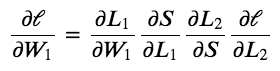 ∂ℓ/∂W₁ = ∂L₁/∂W₁ ∂S/∂L₁ ∂L₂/∂S ∂ℓ/∂L₂